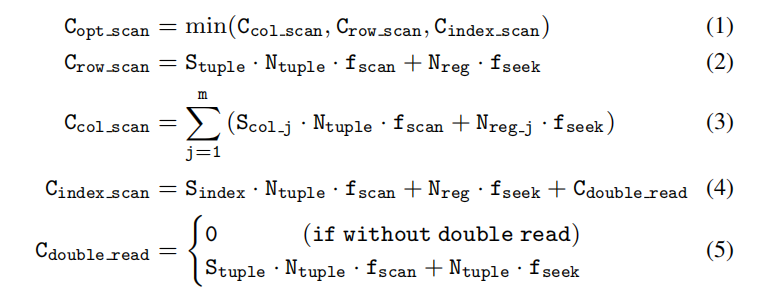 C_opt_scan = min(C_col_scan, C_row_scan, C_index_scan) (1)
C_row_scan = S_tuple · N_tuple · f_scan + N_reg · f_seek (2)
C_col_scan = ∑_{j=1}^{m} (S_col_j · N_tuple · f_scan + N_reg_j · f_seek) (3)
C_index_scan = S_index · N_tuple · f_scan + N_reg · f_seek + C_double_read (4)
C_double_read = { 0 (if without double read)
S_tuple · N_tuple · f_scan + N_tuple · f_seek (5)